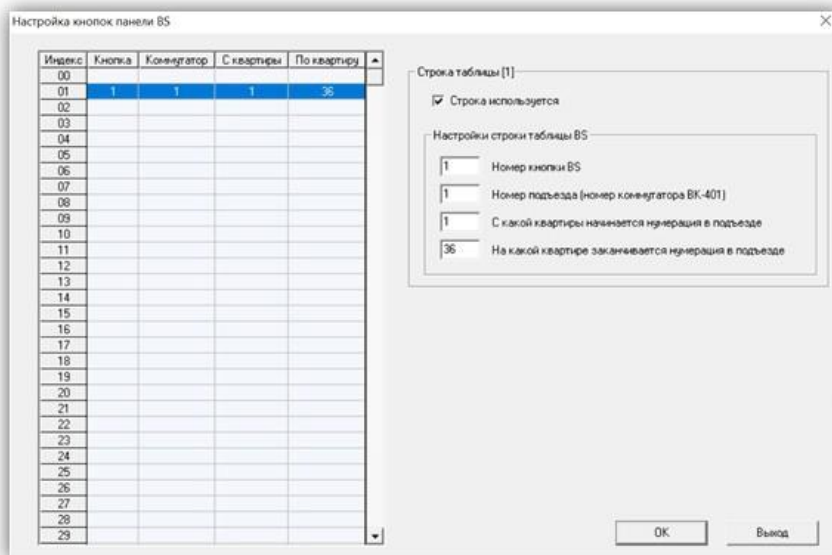 Настройка кнопок панели BS
Индекс Кнопка Коммутатор С квартиры По квартиру
00
01 1 1 1 36
02
03
04
05
06
07
08
09
10
11
12
13
14
15
16
17
18
19
20
21
22
23
24
25
26
27
28
29
Строка таблицы [1]
Строка используется
Настройки строки таблицы BS
1 Номер кнопки BS
1 Номер подъезда (номер коммутатора ВК-401)
1 С какой квартиры начинается нумерация в подъезде
36 На какой квартире заканчивается нумерация в подъезде
OK Выход